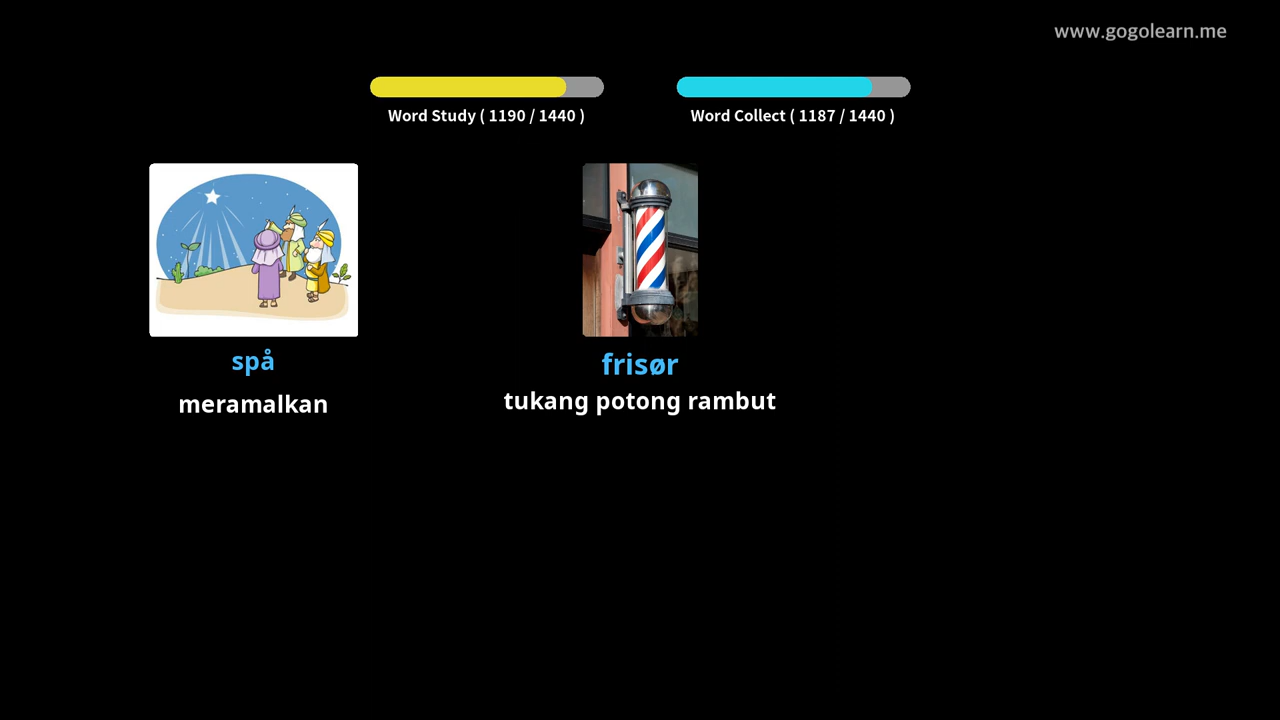 www.gogolearn.me
Word Study ( 1190 / 1440 )
Word Collect ( 1187 / 1440 )
spå
meramalkan
frisør
tukang potong rambut